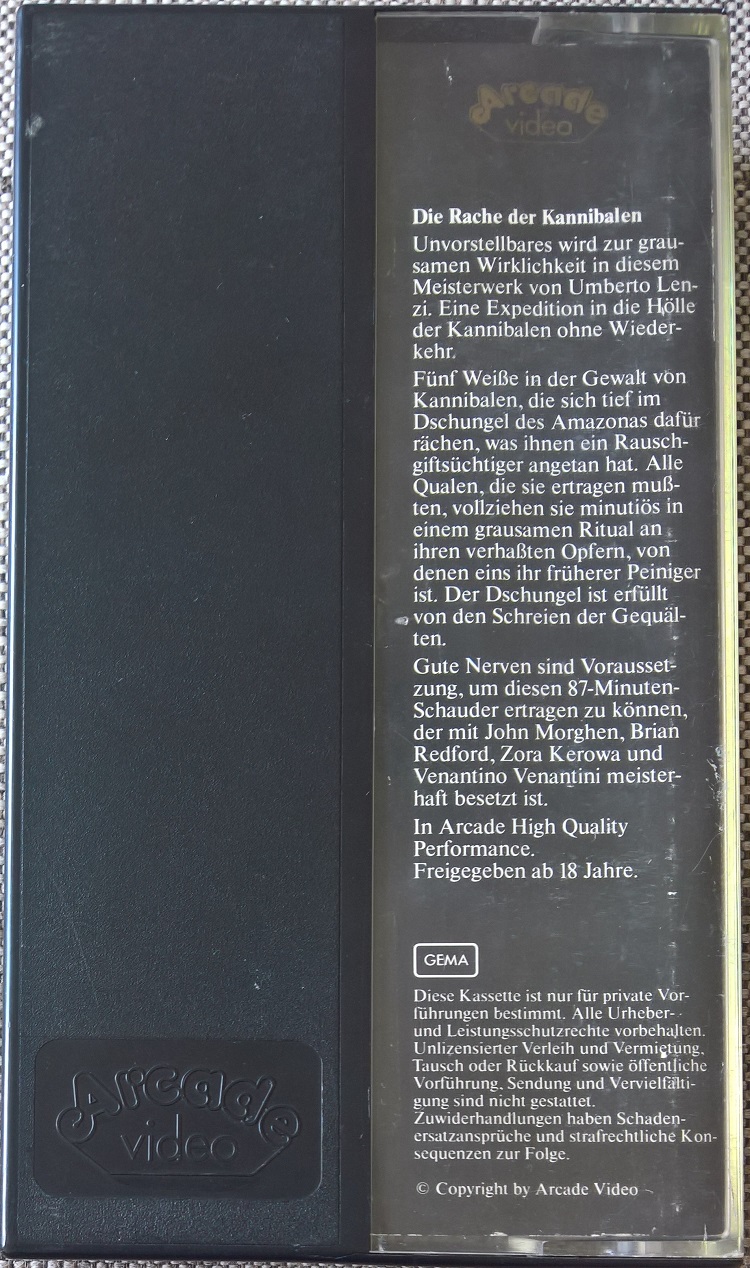 Arcade
video
Die Rache der Kannibalen
Unvorstellbares wird zur grau-
samen Wirklichkeit in diesem
Meisterwerk von Umberto Len-
zi. Eine Expedition in die Hölle
der Kannibalen ohne Wieder-
kehr.
Fünf Weiße in der Gewalt von
Kannibalen, die sich tief im
Dschungel des Amazonas dafür
rächen, was ihnen ein Rausch-
giftsüchtiger angetan hat. Alle
Qualen, die sie ertragen muß-
ten, vollziehen sie minutiös in
einem grausamen Ritual an
ihren verhaßten Opfern, von
denen eins ihr früherer Peiniger
ist. Der Dschungel ist erfüllt
von den Schreien der Gequäl-
ten.
Gute Nerven sind Vorausset-
zung, um diesen 87-Minuten-
Schauder ertragen zu können,
der mit John Morghen, Brian
Redford, Zora Kerowa und
Venantino Venantini meister-
haft besetzt ist.
In Arcade High Quality
Performance.
Freigegeben ab 18 Jahre.
GEMA
Diese Kassette ist nur für private Vor-
führungen bestimmt. Alle Urheber-
und Leistungsschutzrechte vorbehalten.
Unlizensierter Verleih und Vermietung,
Tausch oder Rückkauf sowie öffentliche
Vorführung, Sendung und Vervielfälti-
gung sind nicht gestattet.
Zuwiderhandlungen haben Schaden-
ersatzansprüche und strafrechtliche Kon-
sequenzen zur Folge.
© Copyright by Arcade Video
Arcade
video